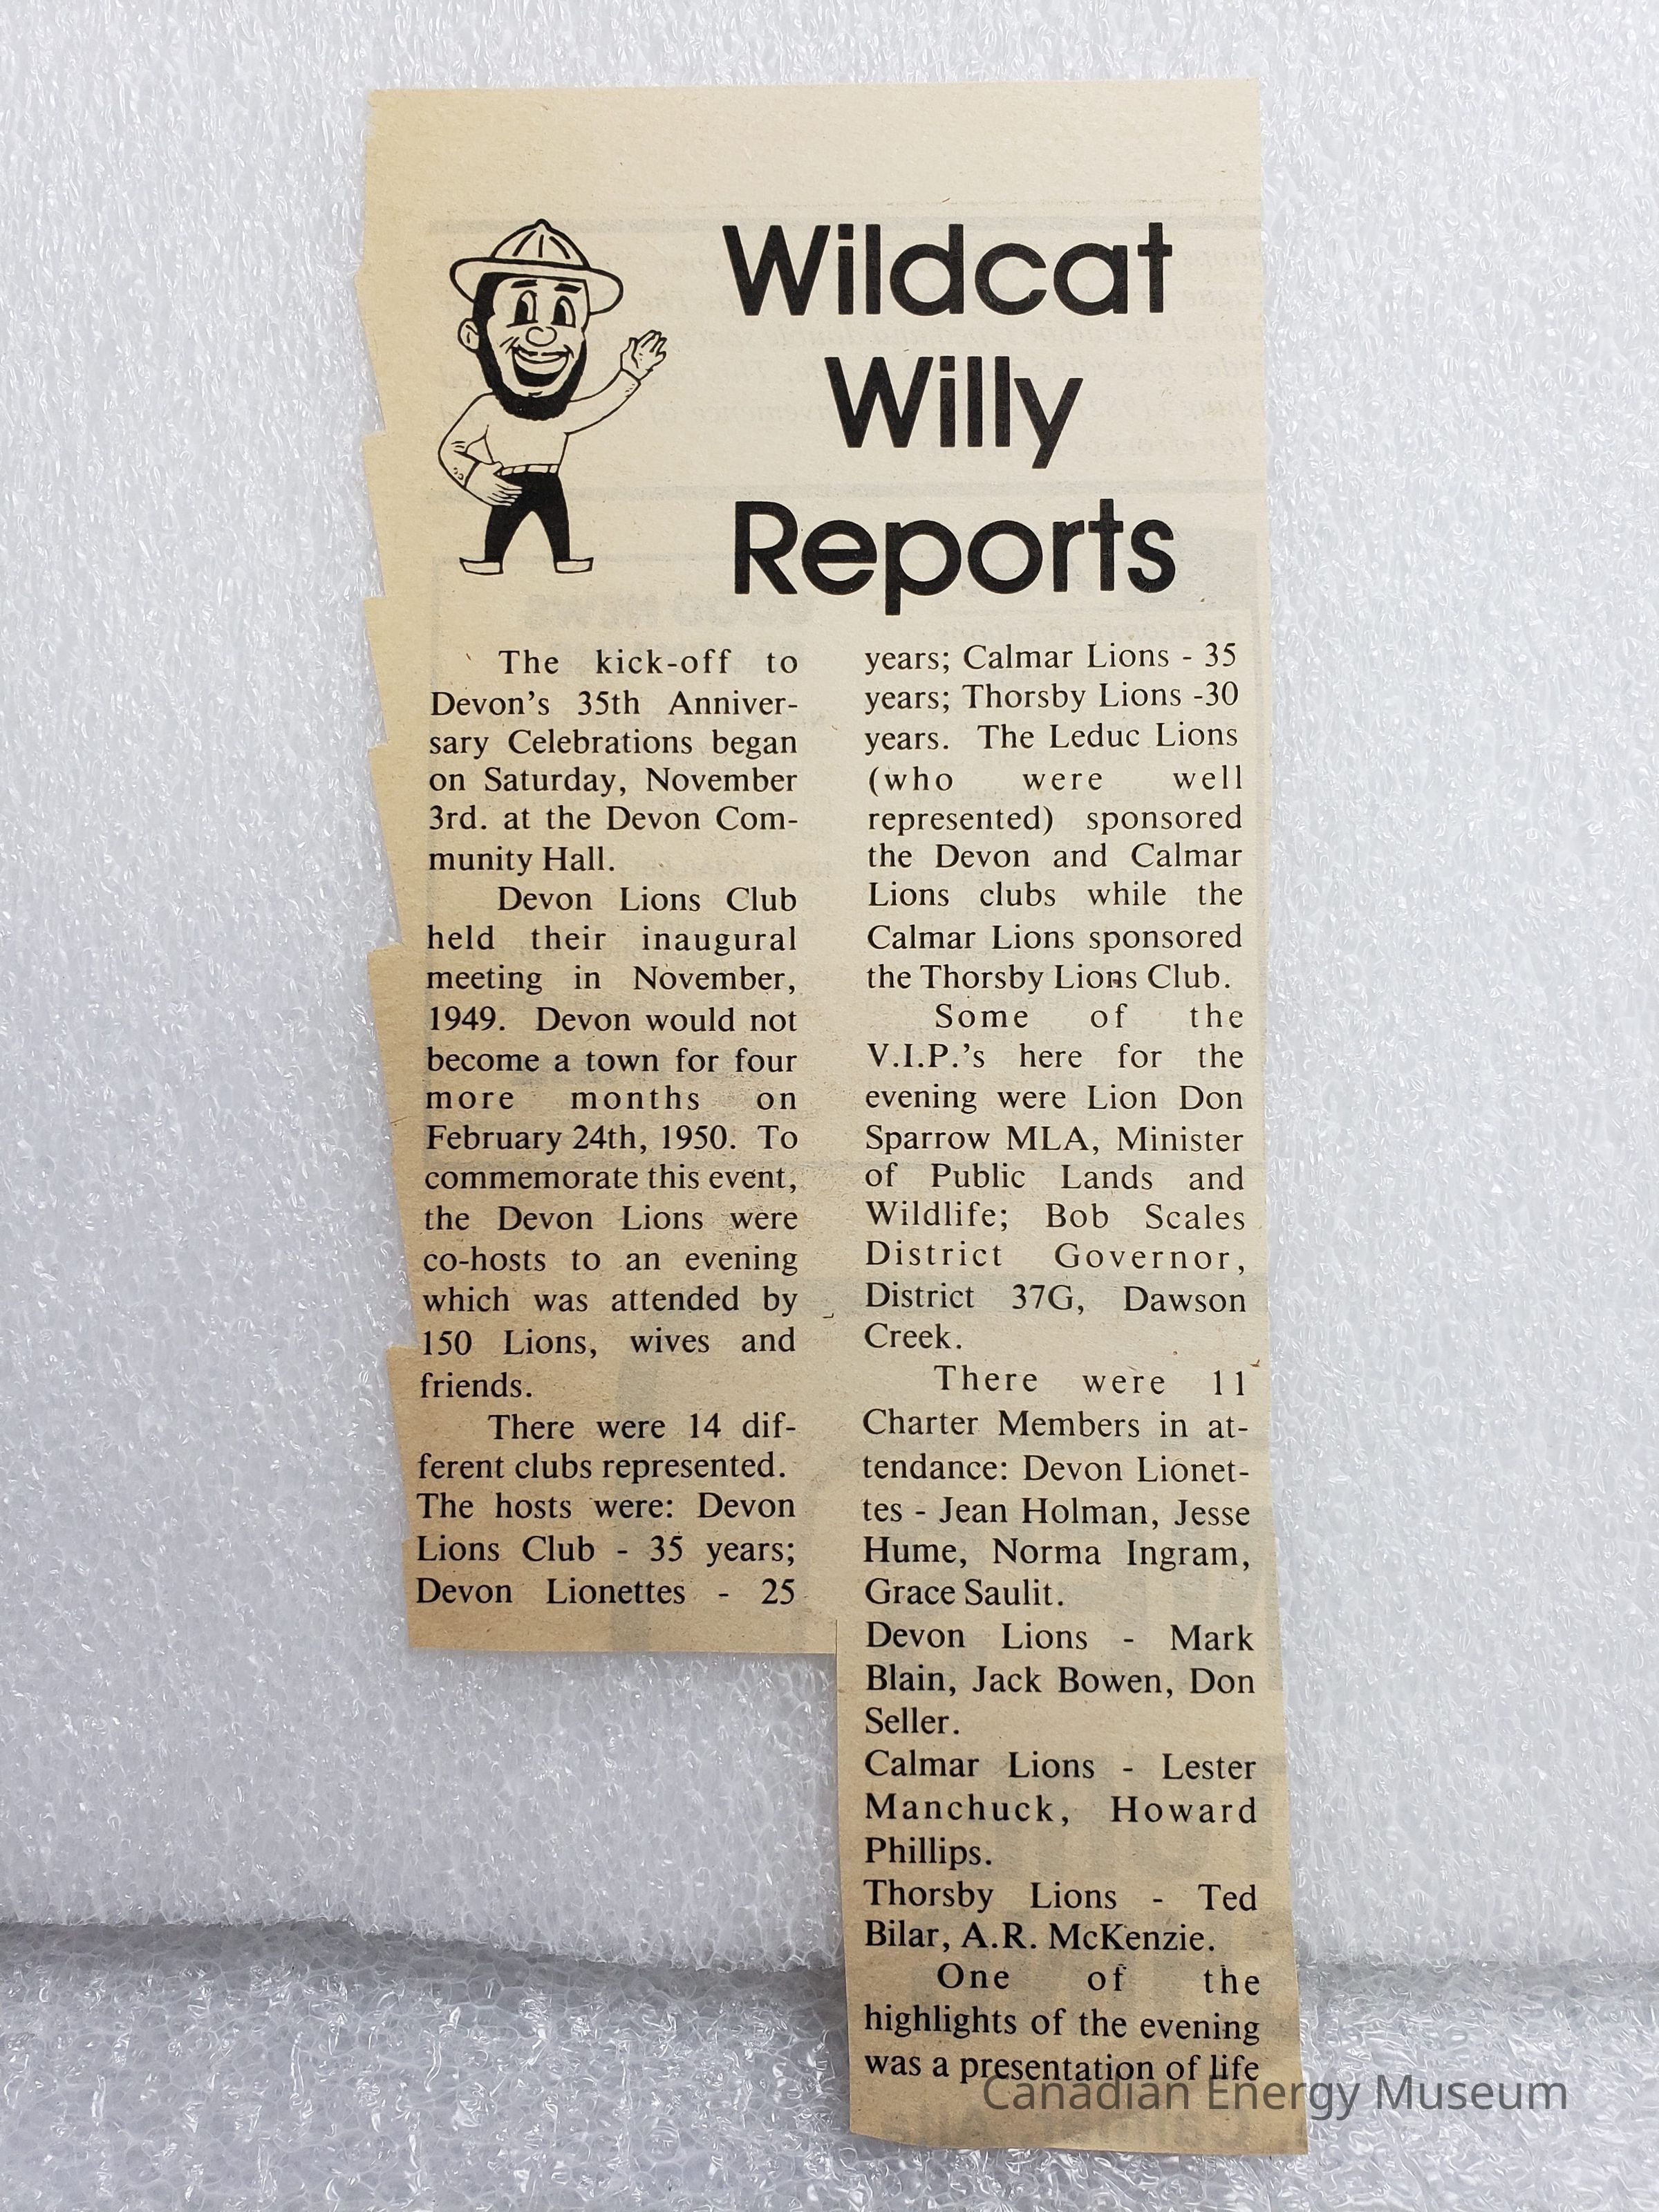 Wildcat
Willy
Reports
The kick-off to
Devon's 35th Anniver-
sary Celebrations began
on Saturday, November
3rd. at the Devon Com-
munity Hall.
Devon Lions Club
held their inaugural
meeting in November,
1949. Devon would not
become a town for four
more months on
February 24th, 1950. To
commemorate this event,
the Devon Lions were
co-hosts to an evening
which was attended by
150 Lions, wives and
friends.
There were 14 dif-
ferent clubs represented.
The hosts were: Devon
Lions Club - 35 years;
Devon Lionettes - 25
years; Calmar Lions - 35
years; Thorsby Lions -30
years. The Leduc Lions
(who were well
represented) sponsored
the Devon and Calmar
Lions clubs while the
Calmar Lions sponsored
the Thorsby Lions Club.
Some of the
V.I.P.'s here for the
evening were Lion Don
Sparrow MLA, Minister
of Public Lands and
Wildlife; Bob Scales
District Governor,
District 37G, Dawson
Creek.
There were 11
Charter Members in at-
tendance: Devon Lionet-
tes - Jean Holman, Jesse
Hume, Norma Ingram,
Grace Saulit.
Devon Lions - Mark
Blain, Jack Bowen, Don
Seller.
Calmar Lions - Lester
Manchuck, Howard
Phillips.
Thorsby Lions - Ted
Bilar, A.R. McKenzie.
One of the
highlights of the evening
was a presentation of life
Canadian Energy Museum